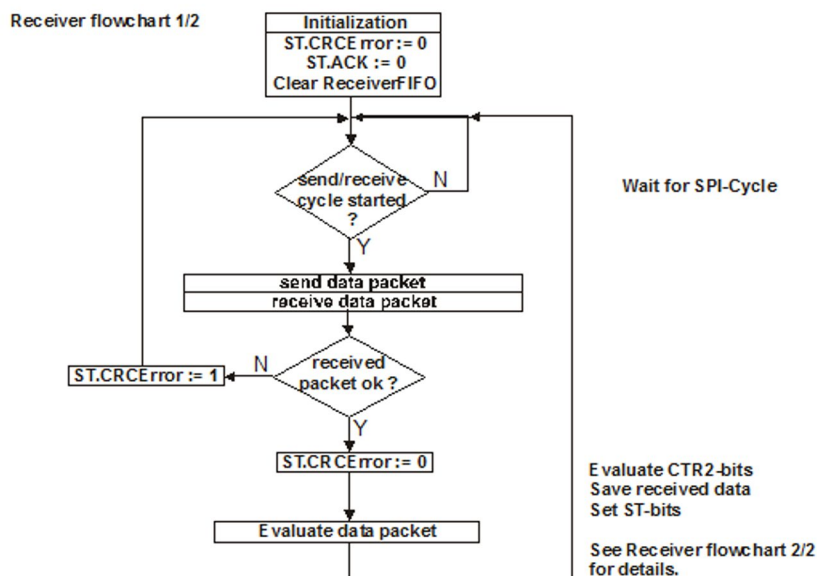 Receiver flowchart 1/2
Initialization
ST.CRCError := 0
ST.ACK := 0
Clear ReceiverFIFO
send/receive
cycle started
?
N
Y
Wait for SPI-Cycle
send data packet
receive data packet
received
packet ok ?
N
Y
ST.CRCError := 1
ST.CRCError := 0
Evaluate data packet
Evaluate CTR2-bits
Save received data
Set ST-bits
See Receiver flowchart 2/2
for details.